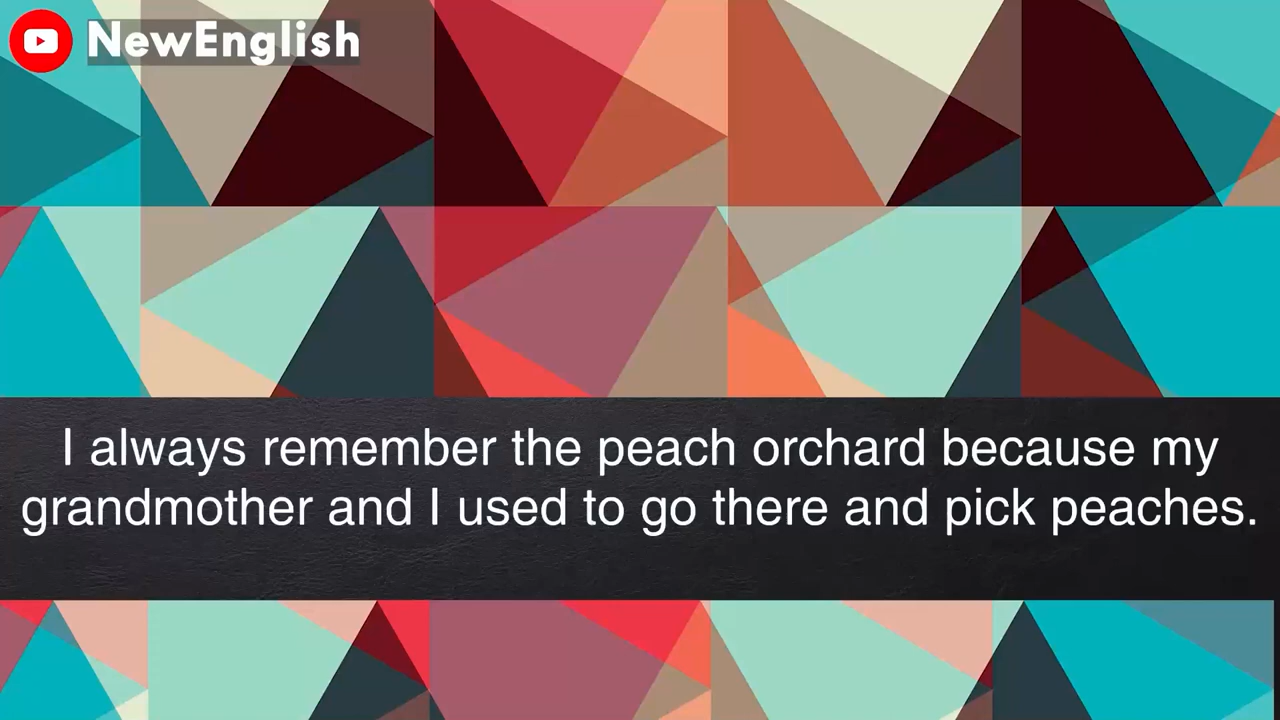 NewEnglish
I always remember the peach orchard because my
grandmother and I used to go there and pick peaches.